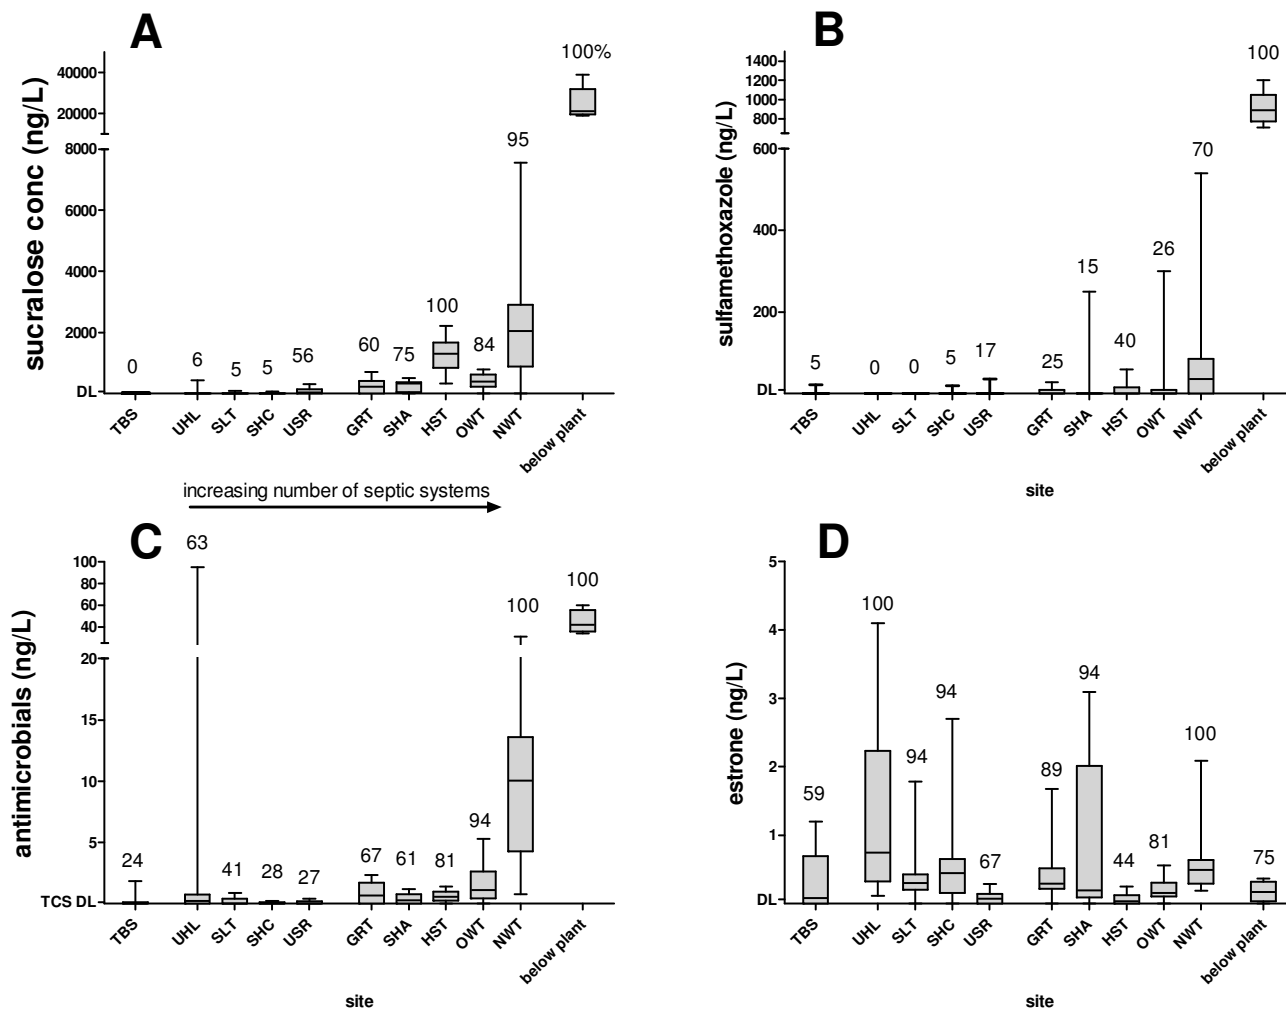 A
sucralose conc (ng/L)
40000
20000
8000
6000
4000
2000
DL
0
6
5
5
56
60
75
100
84
95
100%
TBS
UHL
SLT
SHC
USR
GRT
SHA
HST
OWT
NWT
below plant
increasing number of septic systems
B
sulfamethoxazole (ng/L)
1400
1200
1000
800
600
400
200
DL
5
0
0
5
17
25
15
40
26
70
100
TBS
UHL
SLT
SHC
USR
GRT
SHA
HST
OWT
NWT
below plant
site
C
antimicrobials (ng/L)
100
80
60
40
20
15
10
5
TCS DL
24
63
41
28
27
67
61
81
94
100
100
TBS
UHL
SLT
SHC
USR
GRT
SHA
HST
OWT
NWT
below plant
site
D
estrone (ng/L)
5
4
3
2
1
DL
59
100
94
94
67
89
94
44
81
100
75
TBS
UHL
SLT
SHC
USR
GRT
SHA
HST
OWT
NWT
below plant
site